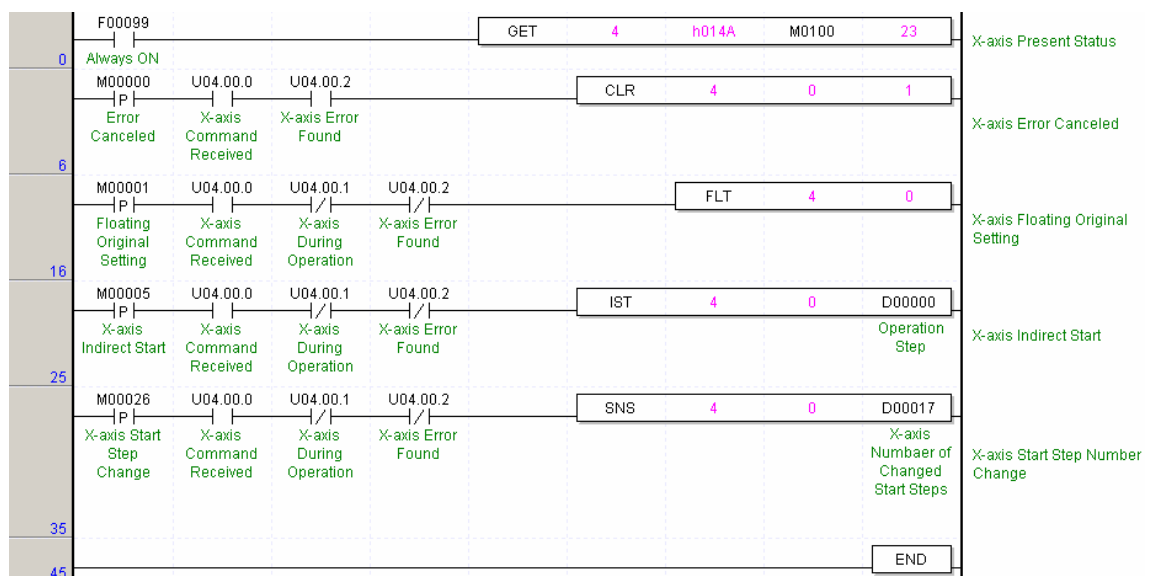 F00099
GET 4 h014A M0100 23
X-axis Present Status
0 Always ON
M00000 U04.00.0 U04.00.2
P
CLR 4 0 1
Error Canceled
X-axis Command Received
X-axis Error Found
X-axis Error Canceled
6
M00001 U04.00.0 U04.00.1 U04.00.2
P
FLT 4 0
Floating Original Setting
X-axis Command Received
X-axis During Operation
X-axis Error Found
X-axis Floating Original
Setting
16
M00005 U04.00.0 U04.00.1 U04.00.2
P
IST 4 0 D00000
X-axis Indirect Start
X-axis Command Received
X-axis During Operation
X-axis Error Found
Operation Step
X-axis Indirect Start
25
M00026 U04.00.0 U04.00.1 U04.00.2
P
SNS 4 0 D00017
X-axis Start Step Change
X-axis Command Received
X-axis During Operation
X-axis Error Found
X-axis Numbaer of Changed Start Steps
X-axis Start Step Number
Change
35
END
45